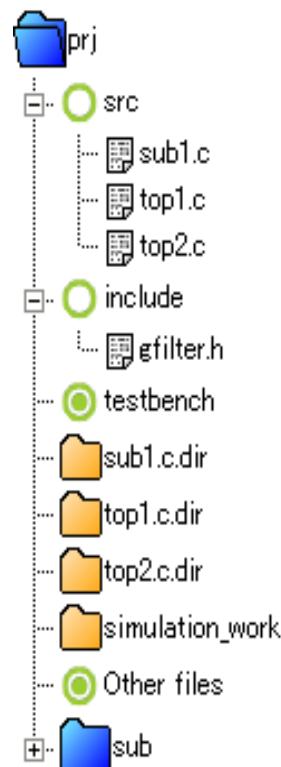 prj
src
sub1.c
top1.c
top2.c
include
gfilter.h
testbench
sub1.c.dir
top1.c.dir
top2.c.dir
simulation_work
Other files
sub